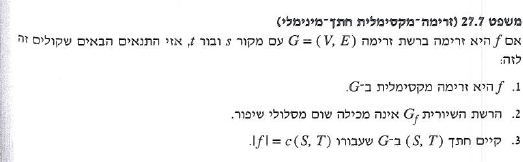 משפט 27.7 (זרימה־מקסימלית חתך־מינימלי)
אם f היא זרימה ברשת זרימה G = (V, E) עם מקור s ובור t, אזי התנאים הבאים שקולים זה
לזה:
1. f היא זרימה מקסימלית ב־G.
2. הרשת השיורית Gf אינה מכילה שום מסלולי שיפור.
3. קיים חתך (S, T) ב־G שעבורו |f| = c(S, T).